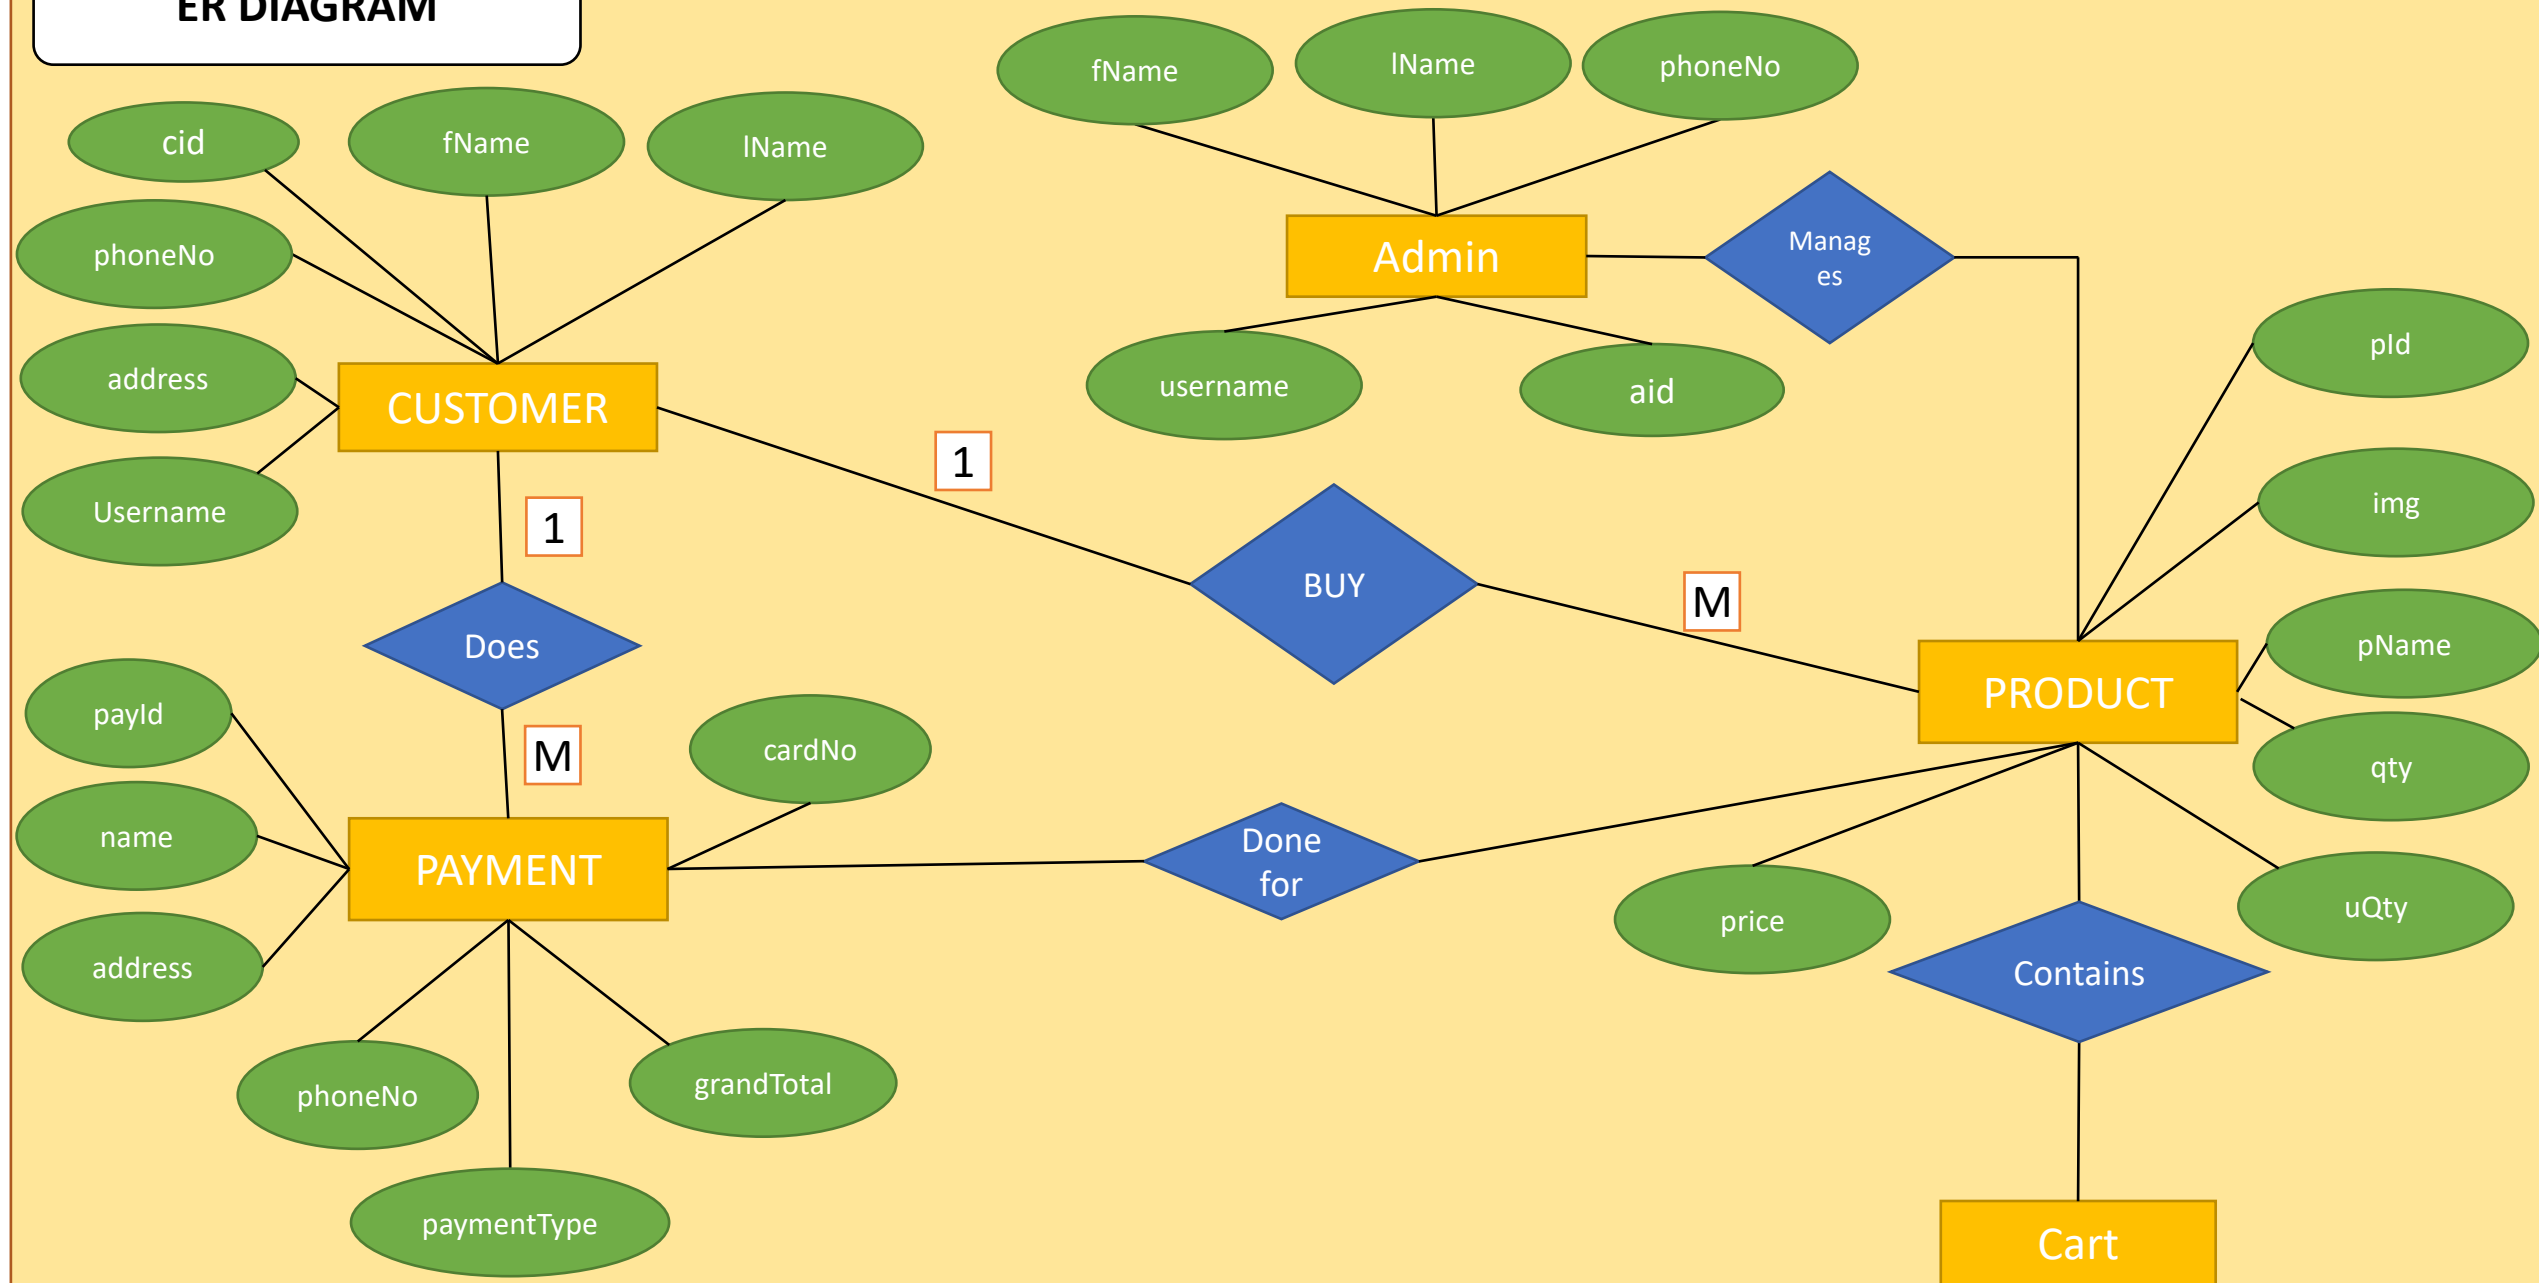 ER DIAGRAM
fName
lName
phoneNo
cid
fName
lName
phoneNo
Admin
Manag
es
address
CUSTOMER
username
aid
pId
Username
1
1
BUY
M
img
Does
pName
PRODUCT
payId
M
cardNo
qty
name
PAYMENT
Done
for
price
uQty
address
Contains
phoneNo
grandTotal
paymentType
Cart